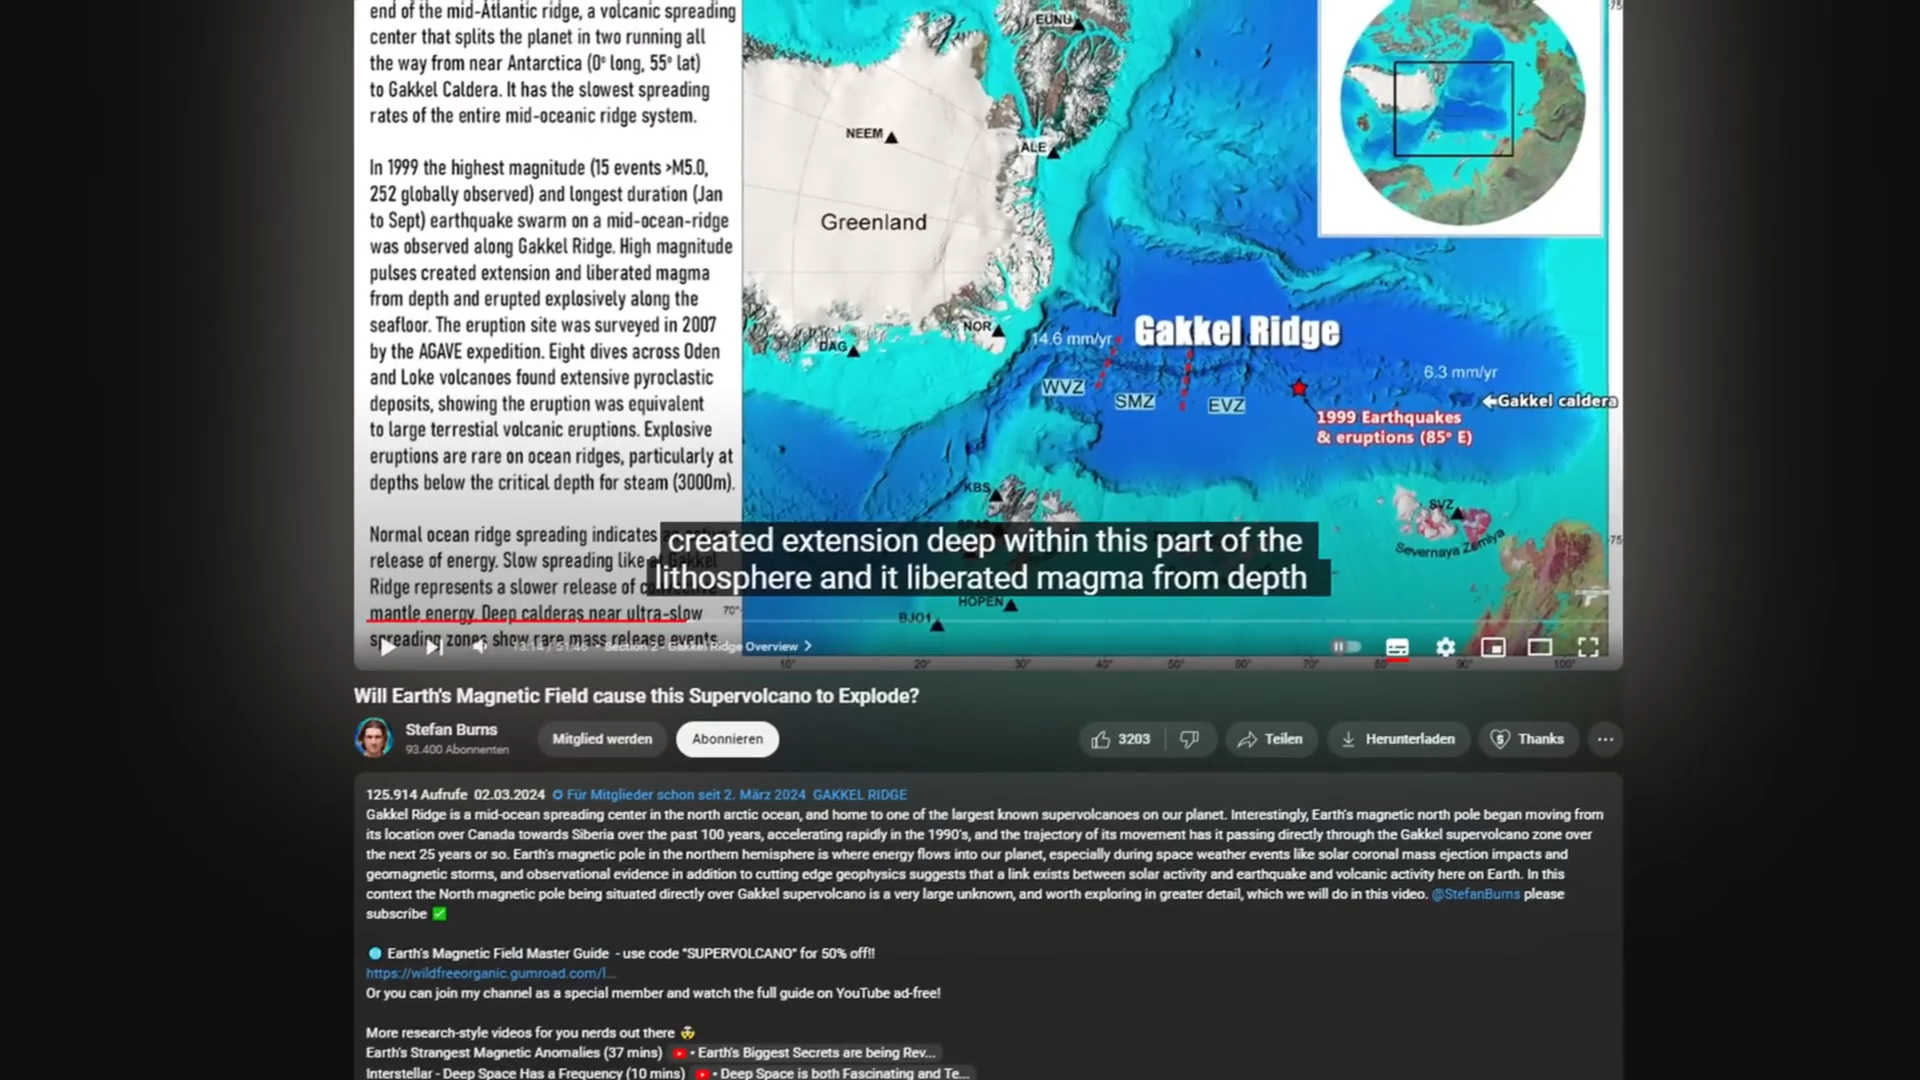 end of the mid-Atlantic ridge, a volcanic spreading
center that splits the planet in two running all
the way from near Antarctica (0° long, 55° lat)
to Gakkel Caldera. It has the slowest spreading
rates of the entire mid-oceanic ridge system.
In 1999 the highest magnitude (15 events >M5.0,
252 globally observed) and longest duration (Jan
to Sept) earthquake swarm on a mid-ocean-ridge
was observed along Gakkel Ridge. High magnitude
pulses created extension and liberated magma
from depth and erupted explosively along the
seafloor. The eruption site was surveyed in 2007
by the AGAVE expedition. Eight dives across Oden
and Loke volcanoes found extensive pyroclastic
deposits, showing the eruption was equivalent
to large terrestial volcanic eruptions. Explosive
eruptions are rare on ocean ridges, particularly at
depths below the critical depth for steam (3000m).
Normal ocean ridge spreading indicates
release of energy. Slow spreading like at Gakkel
Ridge represents a slower release of convective
mantle energy. Deep calderas near ultra-slow
spreading zones show rare mass release events
EUNU
NEEM
ALE
Greenland
NOR
DAG
14.6 mm/yr
Gakkel Ridge
6.3 mm/yr
WVZ
SMZ
EVZ
Gakkel caldera
1999 Earthquakes
& eruptions (85° E)
KBS
SVZ
Severnaya Zemlya
HOPEN
BJO1
75
75°
70°
10°
20°
30°
40°
50°
60°
70°
80°
90°
100°
created extension deep within this part of the
lithosphere and it liberated magma from depth
13:14 / 51:46 • Section 2 - Gakkel Ridge Overview
Will Earth's Magnetic Field cause this Supervolcano to Explode?
Stefan Burns
93.400 Abonnenten
Mitglied werden
Abonnieren
3203
Teilen
Herunterladen
Thanks
125.914 Aufrufe 02.03.2024 Für Mitglieder schon seit 2. März 2024 GAKKEL RIDGE
Gakkel Ridge is a mid-ocean spreading center in the north arctic ocean, and home to one of the largest known supervolcanoes on our planet. Interestingly, Earth's magnetic north pole began moving from
its location over Canada towards Siberia over the past 100 years, accelerating rapidly in the 1990's, and the trajectory of its movement has it passing directly through the Gakkel supervolcano zone over
the next 25 years or so. Earth's magnetic pole in the northern hemisphere is where energy flows into our planet, especially during space weather events like solar coronal mass ejection impacts and
geomagnetic storms, and observational evidence in addition to cutting edge geophysics suggests that a link exists between solar activity and earthquake and volcanic activity here on Earth. In this
context the North magnetic pole being situated directly over Gakkel supervolcano is a very large unknown, and worth exploring in greater detail, which we will do in this video. @StefanBurns please
subscribe ✅
🔵 Earth's Magnetic Field Master Guide - use code "SUPERVOLCANO" for 50% off!!
https://wildfreeorganic.gumroad.com/l...
Or you can join my channel as a special member and watch the full guide on YouTube ad-free!
More research-style videos for you nerds out there
Earth's Strangest Magnetic Anomalies (37 mins) • Earth's Biggest Secrets are being Rev...
Interstellar - Deep Space Has a Frequency (10 mins) • Deep Space is both Fascinating and Te...